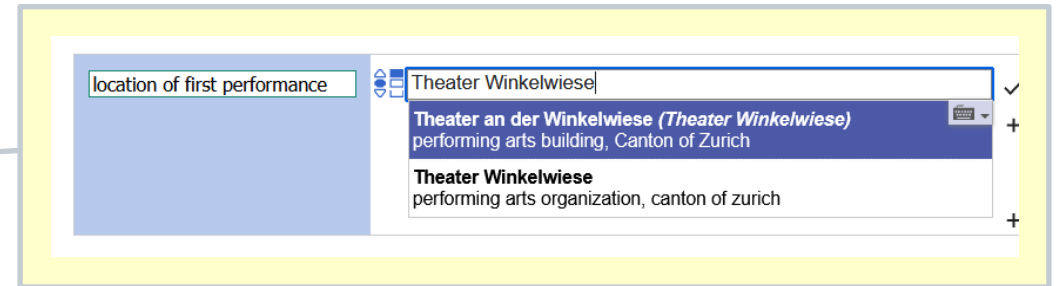 location of first performance
Theater Winkelwiese
Theater an der Winkelwiese (Theater Winkelwiese)
performing arts building, Canton of Zurich
Theater Winkelwiese
performing arts organization, canton of zurich